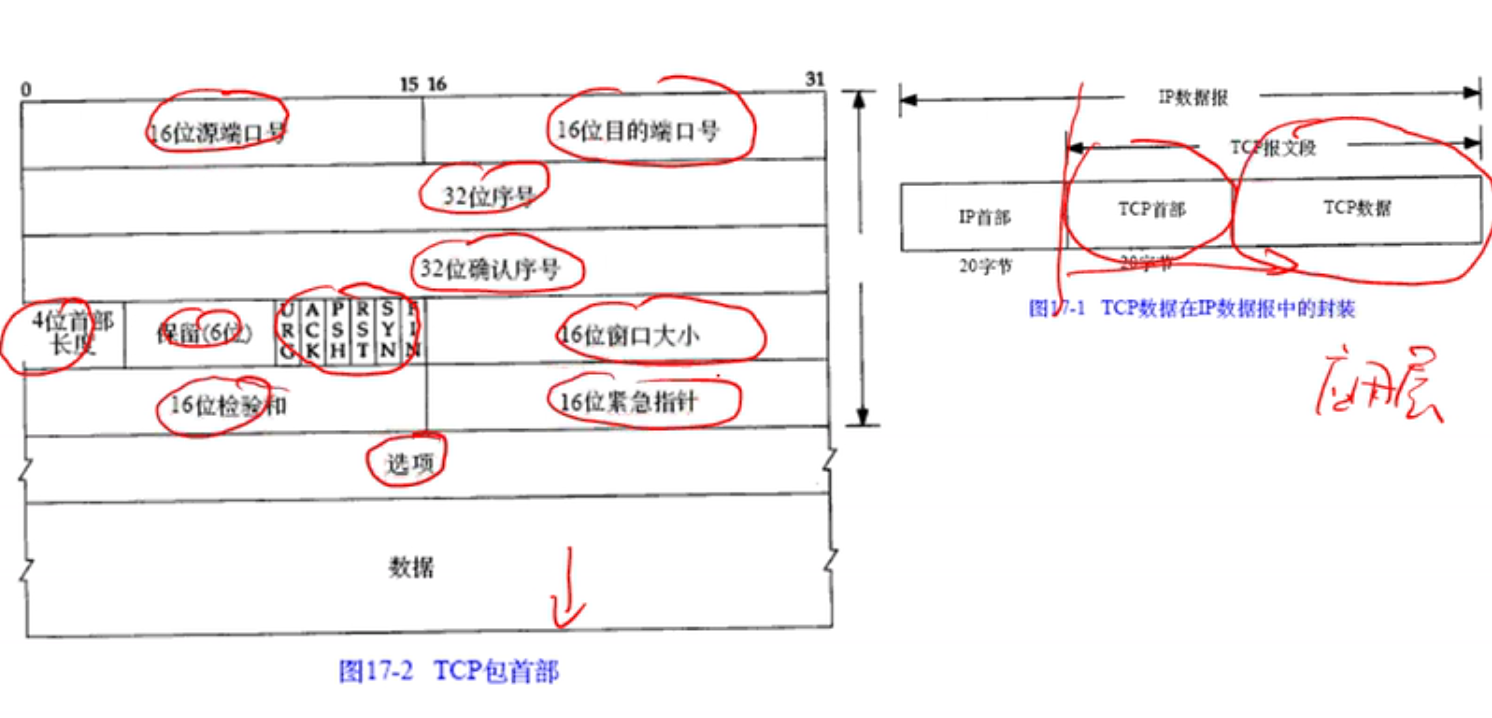 0 15 16 31
16位源端口号 16位目的端口号
32位序号
32位确认序号
4位首部长度 保留(6位) URG ACK PSH RST SYN FIN 16位窗口大小
16位检验和 16位紧急指针
选项
数据
图17-2 TCP包首部
IP数据报
TCP报文段
IP首部 TCP首部 TCP数据
20字节 20字节
图17-1 TCP数据在IP数据报中的封装
应用层